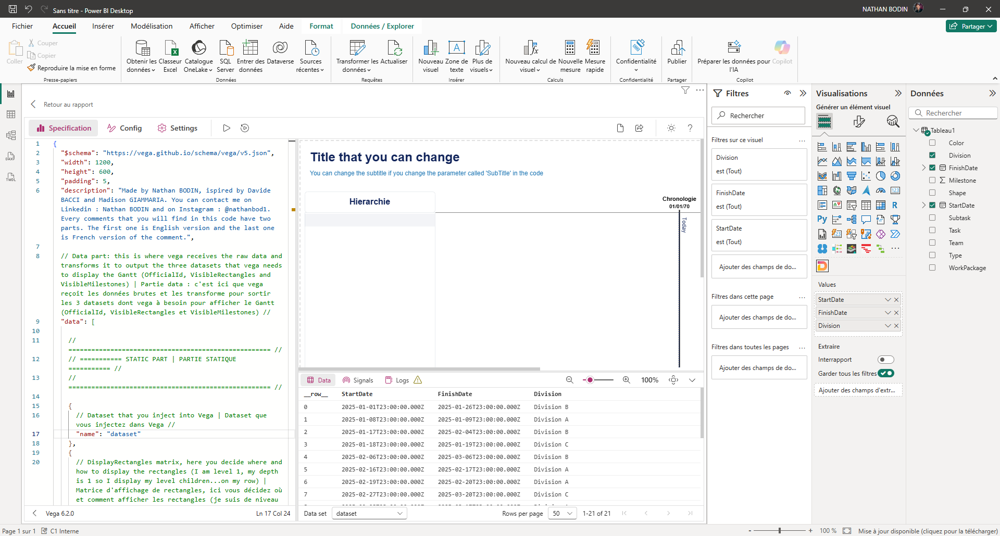 Sans titre - Power BI Desktop
NATHAN BODIN
Fichier
Accueil
Insérer
Modélisation
Afficher
Optimiser
Aide
Format
Données / Explorer
Partager
Coller
Couper
Copier
Reproduire la mise en forme
Presse-papiers
Obtenir les données
Classeur Excel
Catalogue OneLake
SQL Server
Entrer des données
Dataverse
Sources récentes
Données
Transformer les données
Actualiser
Requêtes
Nouveau visuel
Zone de texte
Plus de visuels
Insérer
Nouveau calcul de visuel
Nouvelle mesure
Mesure rapide
Calculs
Confidentialité
Confidentialité
Publier
Partager
Préparer les données pour l'IA
Copilot
Copilot
Retour au rapport
Specification
Config
Settings
1 {
2 "$schema": "https://vega.github.io/schema/vega/v5.json",
3 "width": 1200,
4 "height": 600,
5 "padding": 5,
6 "description": "Made by Nathan BODIN, ispired by Davide
BACCI and Madison GIAMMARIA. You can contact me on
Linkedin : Nathan BODIN and on Instagram : @nathanbod1.
Every comments that you will find in this code have two
parts. The first one is English version and the last one
is French version of the comment.",
7
8 // Data part: this is where vega receives the raw data and
transforms it to output the three datasets that vega needs
to display the Gantt (OfficialId, VisibleRectangles and
VisibleMilestones) | Partie data : c'est ici que vega
reçoit les données brutes et les transforme pour sortir
les 3 datasets dont vega à besoin pour afficher le Gantt
(OfficialId, VisibleRectangles et VisibleMilestones) //
9 "data": [
10
11 //
===================================================== //
12 // =========== STATIC PART | PARTIE STATIQUE
=========== //
13 //
===================================================== //
14
15 {
16 // Dataset that you inject into Vega | Dataset que
vous injectez dans Vega //
17 "name": "dataset"
18 },
19 {
20 // DisplayRectangles matrix, here you decide where and
how to display the rectangles (I am level 1, my depth
is 1 so I display my level children...on my row) |
Matrice d'affichage de rectangles, ici vous décidez où
et comment afficher les rectangles (je suis de niveau
Vega 6.2.0
Ln 17 Col 24
Title that you can change
You can change the subtitle if you change the parameter called 'SubTitle' in the code
Hierarchie
Chronologie
01/01/70
Today
Data
Signals
Logs
100%
__row__ StartDate FinishDate Division
0 2025-01-01T23:00:00.000Z 2025-01-26T23:00:00.000Z Division B
1 2025-01-08T23:00:00.000Z 2025-01-09T23:00:00.000Z Division A
2 2025-01-17T23:00:00.000Z 2025-02-04T23:00:00.000Z Division B
3 2025-01-18T23:00:00.000Z 2025-01-19T23:00:00.000Z Division C
4 2025-02-06T23:00:00.000Z 2025-03-06T23:00:00.000Z Division B
5 2025-02-16T23:00:00.000Z 2025-02-17T23:00:00.000Z Division A
6 2025-02-19T23:00:00.000Z 2025-02-20T23:00:00.000Z Division A
7 2025-02-27T23:00:00.000Z 2025-03-20T23:00:00.000Z Division C
Data set
dataset
Rows per page
50
1-21 of 21
Filtres
Rechercher
Filtres sur ce visuel
Division
est (Tout)
FinishDate
est (Tout)
StartDate
est (Tout)
Ajouter des champs de do...
Filtres dans cette page
Ajouter des champs de do...
Filtres dans toutes les pages
Ajouter des champs de do...
Visualisations
Générer un élément visuel
Values
StartDate
FinishDate
Division
Extraire
Interrapport
Garder tous les filtres
Ajouter des champs d'extr...
Données
Rechercher
Tableau1
Color
Division
FinishDate
Milestone
Shape
StartDate
Subtask
Task
Team
Type
WorkPackage
Page 1 sur 1
C1 Interne
100 %
Mise à jour disponible (cliquez pour la télécharger)